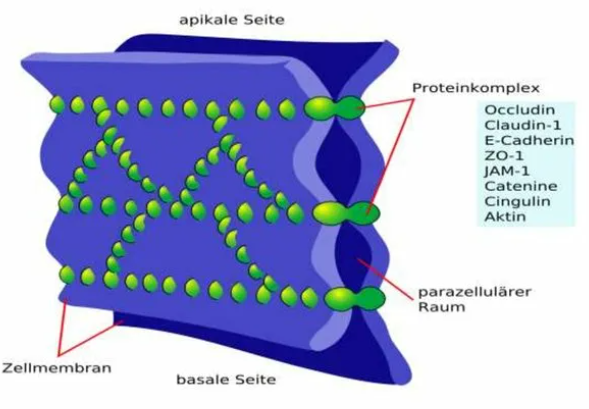 apikale Seite
Proteinkomplex
Occludin
Claudin-1
E-Cadherin
ZO-1
JAM-1
Catenine
Cingulin
Aktin
parazellulärer
Raum
Zellmembran
basale Seite